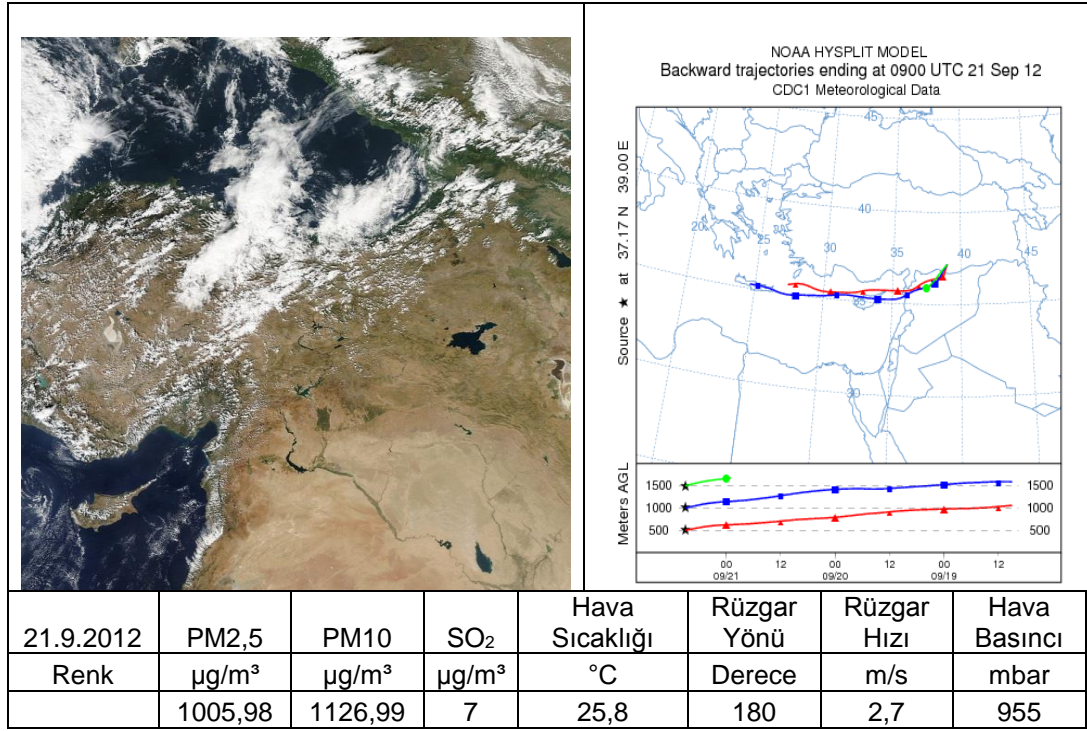 NOAA HYSPLIT MODEL
Backward trajectories ending at 0900 UTC 21 Sep 12
CDC1 Meteorological Data
Source ★ at 37.17 N 39.00 E
45
40
20
25
30
35
40
45
35
30
Meters AGL
1500 1500
1000 1000
500 500
00 12 00 12 00 12
09/21 09/20 09/19
21.9.2012 PM2,5 PM10 SO₂ Hava Sıcaklığı Rüzgar Yönü Rüzgar Hızı Hava Basıncı
Renk µg/m³ µg/m³ µg/m³ °C Derece m/s mbar
1005,98 1126,99 7 25,8 180 2,7 955